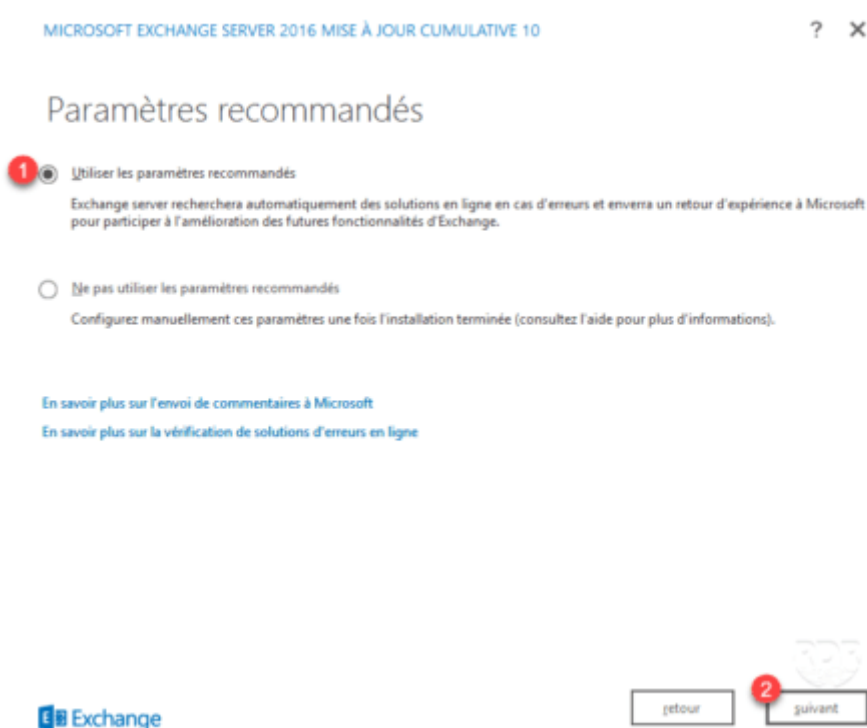 MICROSOFT EXCHANGE SERVER 2016 MISE À JOUR CUMULATIVE 10
? ×
Paramètres recommandés
1
Utiliser les paramètres recommandés
Exchange server recherchera automatiquement des solutions en ligne en cas d'erreurs et enverra un retour d'expérience à Microsoft
pour participer à l'amélioration des futures fonctionnalités d'Exchange.
Ne pas utiliser les paramètres recommandés
Configurez manuellement ces paramètres une fois l'installation terminée (consultez l'aide pour plus d'informations).
En savoir plus sur l'envoi de commentaires à Microsoft
En savoir plus sur la vérification de solutions d'erreurs en ligne
E Exchange
retour
2
suivant